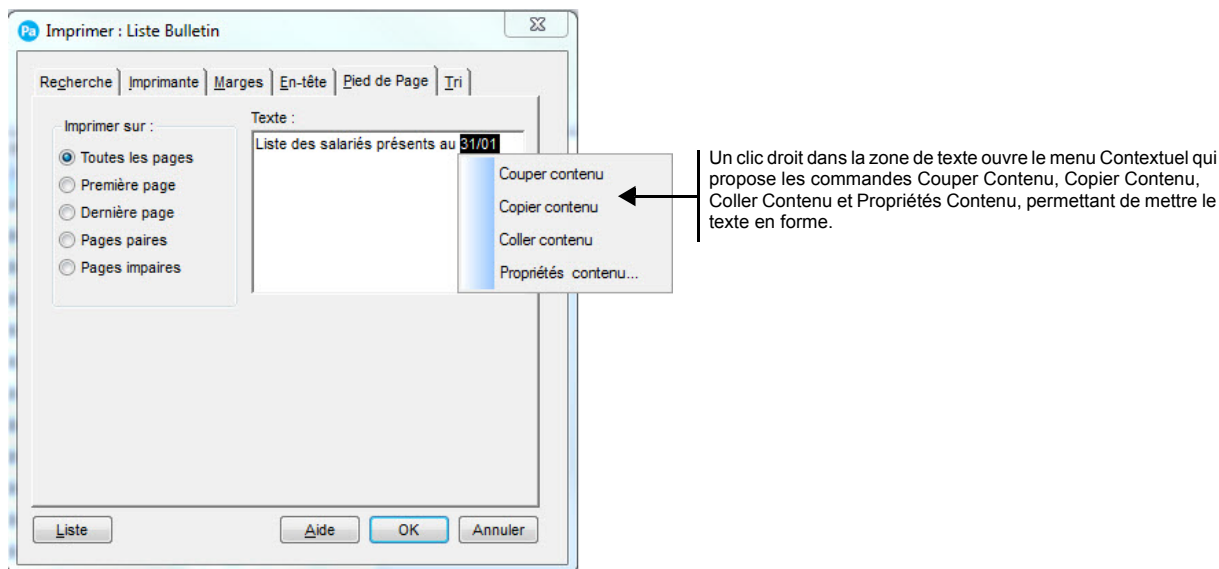 Pa Imprimer : Liste Bulletin
Recherche Imprimante Marges En-tête Pied de Page Tri
Imprimer sur :
Toutes les pages
Première page
Dernière page
Pages paires
Pages impaires
Texte :
Liste des salariés présents au 31/01
Couper contenu
Copier contenu
Coller contenu
Propriétés contenu...
Un clic droit dans la zone de texte ouvre le menu Contextuel qui
propose les commandes Couper Contenu, Copier Contenu,
Coller Contenu et Propriétés Contenu, permettant de mettre le
texte en forme.
Liste Aide OK Annuler